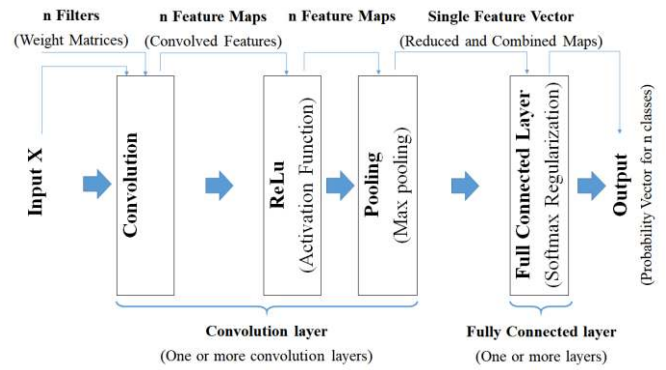 n Filters
(Weight Matrices)
n Feature Maps
(Convolved Features)
n Feature Maps
Single Feature Vector
(Reduced and Combined Maps)
Input X
Convolution
ReLu
(Activation Function)
Pooling
(Max pooling)
Full Connected Layer
(Softmax Regularization)
Output
(Probability Vector for n classes)
Convolution layer
(One or more convolution layers)
Fully Connected layer
(One or more layers)